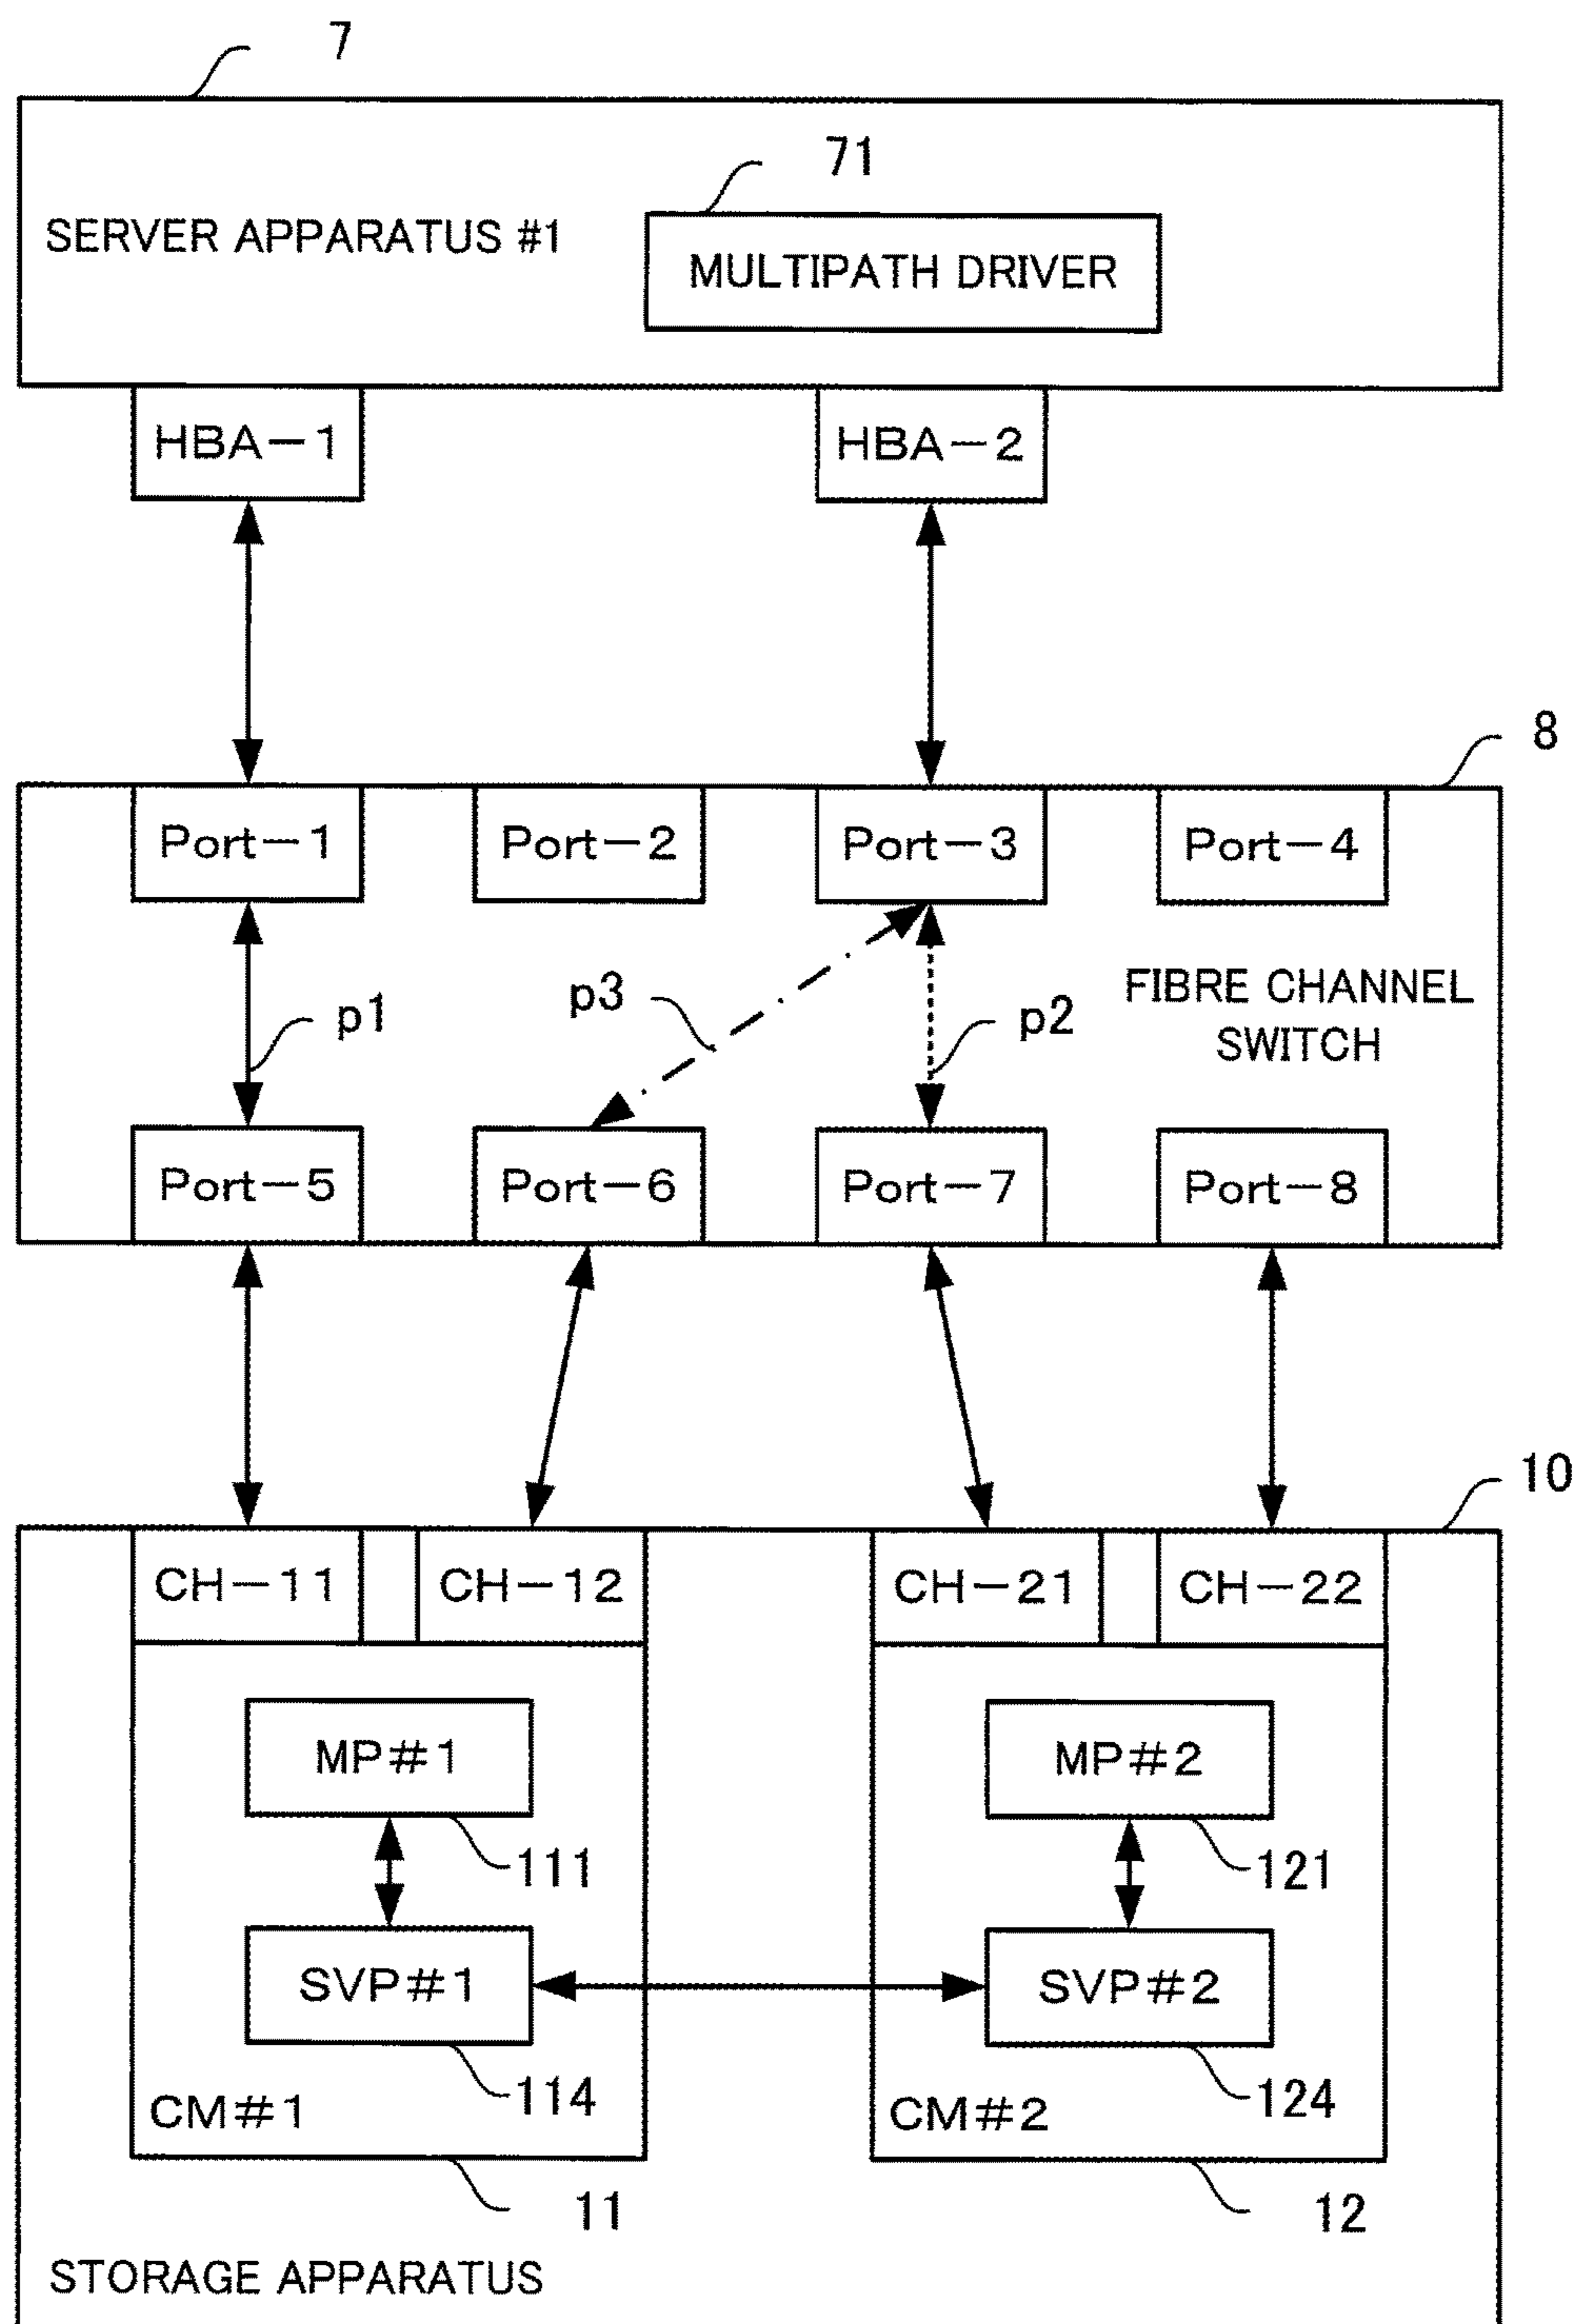 7
71
SERVER APPARATUS #1
MULTIPATH DRIVER
HBA-1
HBA-2
8
Port-1
Port-2
Port-3
Port-4
p1
p3
p2
FIBRE CHANNEL
SWITCH
Port-5
Port-6
Port-7
Port-8
10
CH-11
CH-12
CH-21
CH-22
MP#1
MP#2
111
121
SVP#1
SVP#2
114
124
CM#1
CM#2
11
12
STORAGE APPARATUS